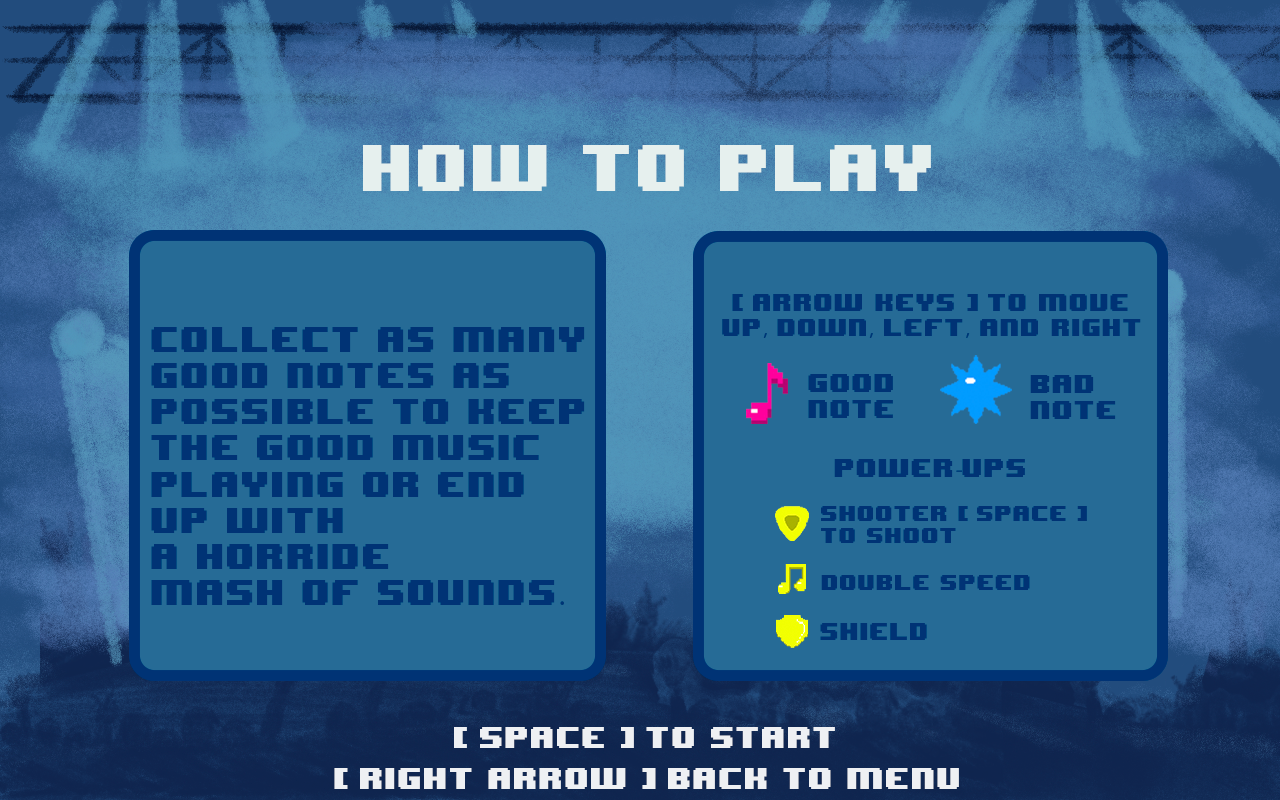 HOW TO PLAY
COLLECT AS MANY
GOOD NOTES AS
POSSIBLE TO KEEP
THE GOOD MUSIC
PLAYING OR END
UP WITH
A HORRIDE
MASH OF SOUNDS.
[ ARROW KEYS ] TO MOVE
UP, DOWN, LEFT, AND RIGHT
GOOD
NOTE
BAD
NOTE
POWER-UPS
SHOOTER [ SPACE ]
TO SHOOT
DOUBLE SPEED
SHIELD
[ SPACE ] TO START
[ RIGHT ARROW ] BACK TO MENU